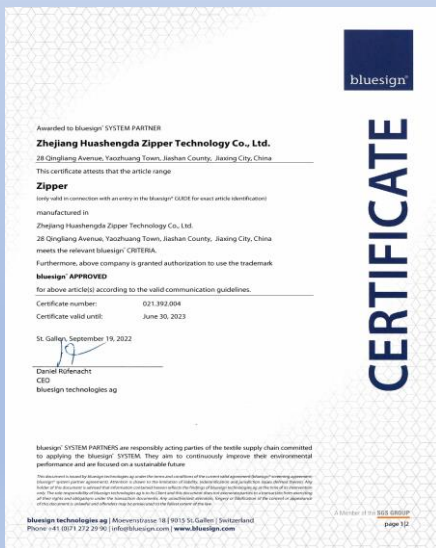 bluesign®
CERTIFICATE
Awarded to bluesign® SYSTEM PARTNER
Zhejiang Huashengda Zipper Technology Co., Ltd.
28 Qingliang Avenue, Yaozhuang Town, Jiashan County, Jiaxing City, China
This certificate attests that the article range
Zipper
(only valid in connection with an entry in the bluesign® GUIDE for exact article identification)
manufactured in
Zhejiang Huashengda Zipper Technology Co., Ltd.
28 Qingliang Avenue, Yaozhuang Town, Jiashan County, Jiaxing City, China
meets the relevant bluesign® CRITERIA.
Furthermore, above company is granted authorization to use the trademark
bluesign® APPROVED
for above article(s) according to the valid communication guidelines.
Certificate number: 021.392.004
Certificate valid until: June 30, 2023
St. Gallen, September 19, 2022
Daniel Rüfenacht
CEO
bluesign technologies ag
bluesign® SYSTEM PARTNERS are responsibly acting parties of the textile supply chain committed
to applying the bluesign® SYSTEM. They aim to continuously improve their environmental
performance and are focused on a sustainable future
A Member of the SGS GROUP
bluesign technologies ag | Moevenstrasse 18 | 9015 St.Gallen | Switzerland
Phone +41 (0)71 272 29 90 | info@bluesign.com | www.bluesign.com
page 1|2